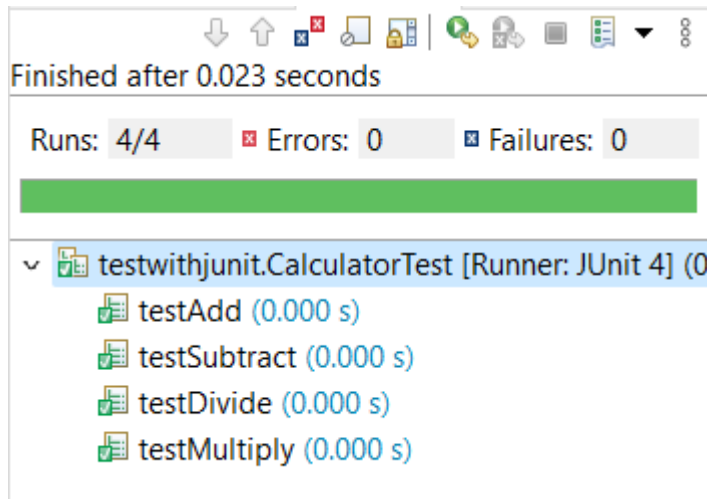 Finished after 0.023 seconds
Runs: 4/4 Errors: 0 Failures: 0
testwithjunit.CalculatorTest [Runner: JUnit 4] (0
testAdd (0.000 s)
testSubtract (0.000 s)
testDivide (0.000 s)
testMultiply (0.000 s)